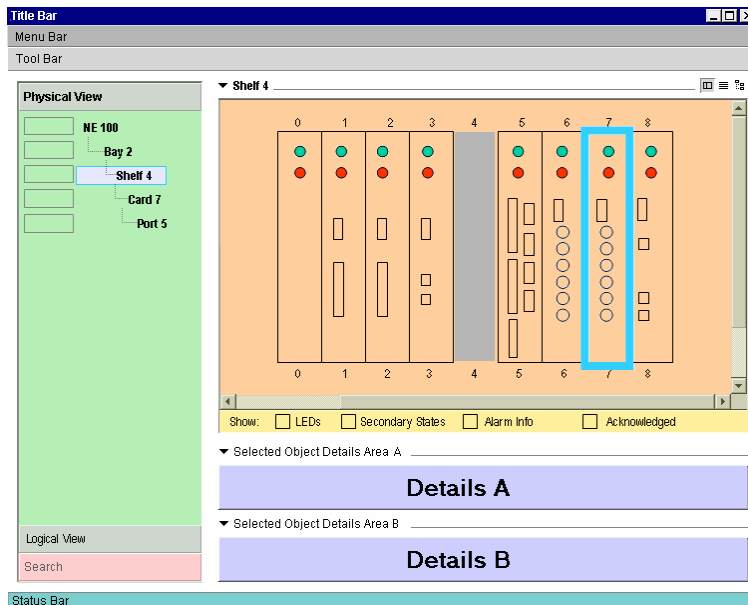 Title Bar
Menu Bar
Tool Bar
Physical View
NE 100
Bay 2
Shelf 4
Card 7
Port 5
Logical View
Search
Shelf 4
0 1 2 3 4 5 6 7 8
0 1 2 3 4 5 6 7 8
Show: LEDs Secondary States Alarm Info Acknowledged
Selected Object Details Area A
Details A
Selected Object Details Area B
Details B
Status Bar